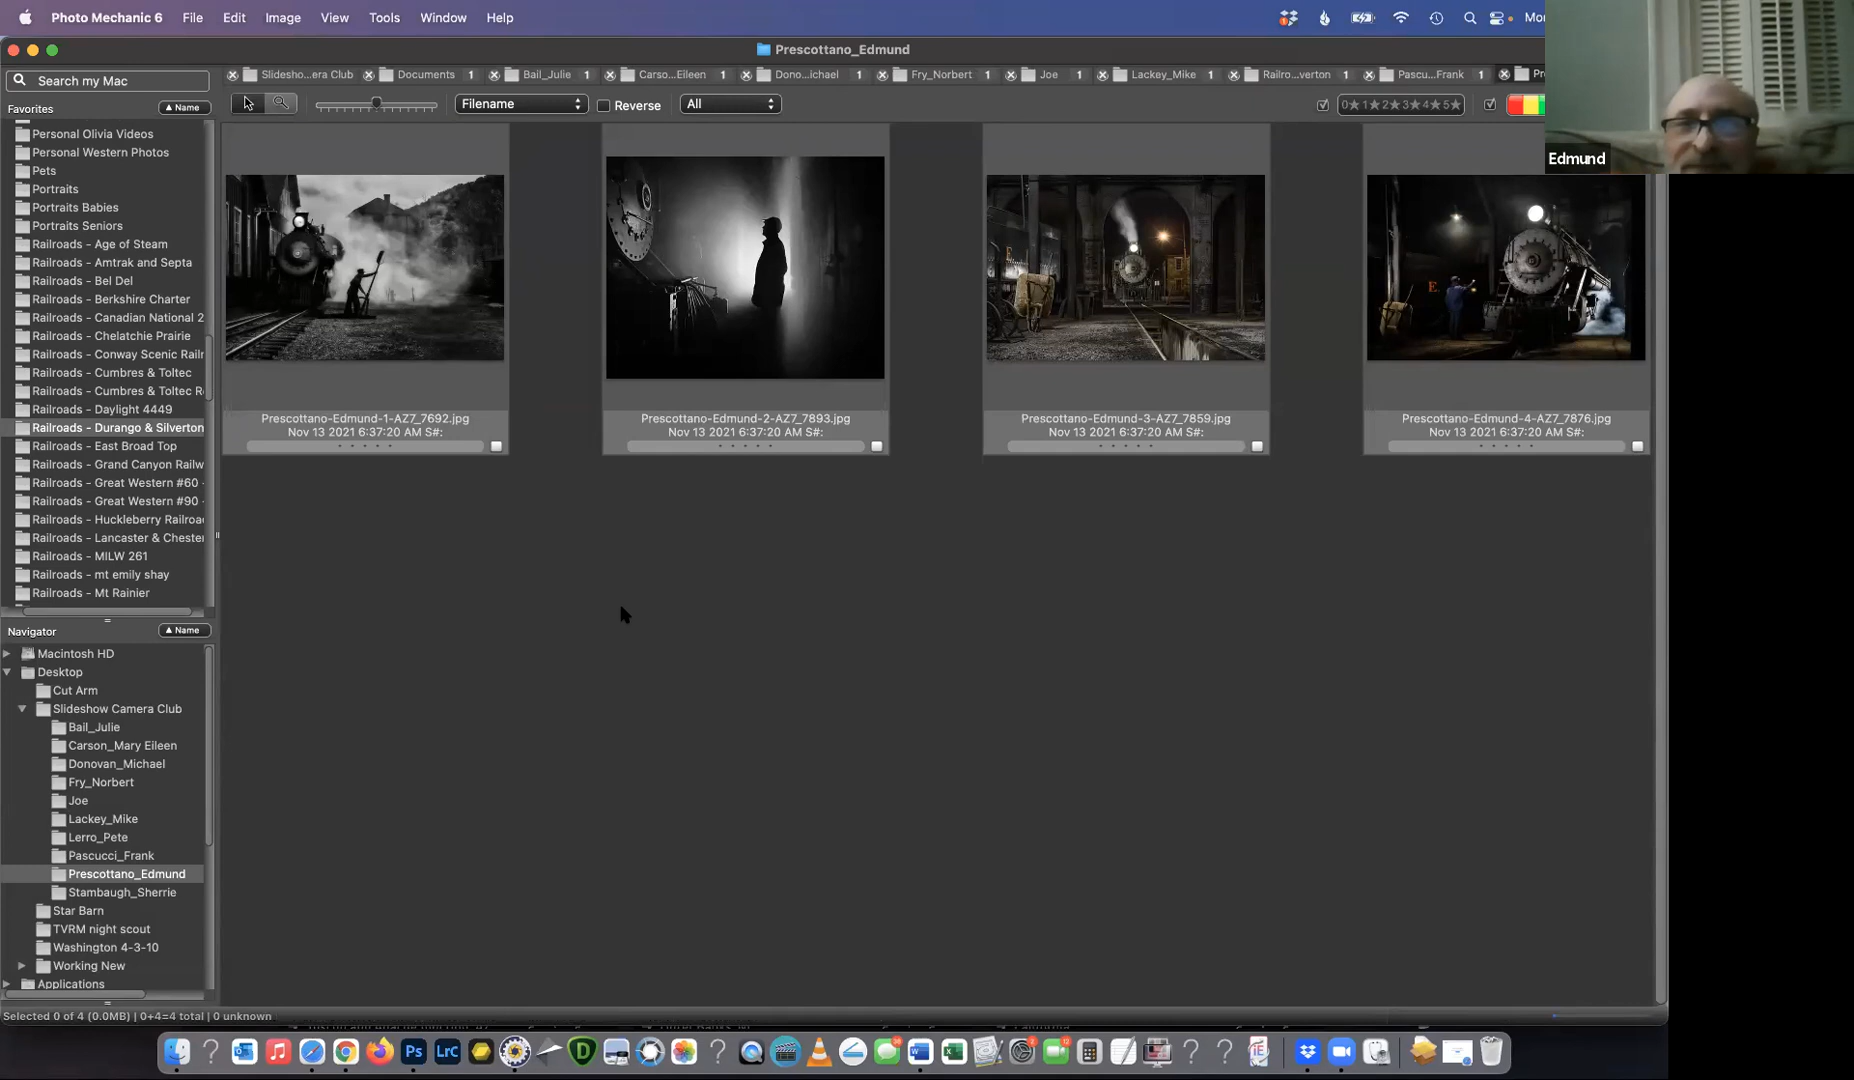 Photo Mechanic 6 File Edit Image View Tools Window Help
Prescottano_Edmund
Search my Mac
Slidesho...era Club Documents 1 Bail_Julie 1 Carso...Eileen 1 Dono...ichael 1 Fry_Norbert 1 Joe 1 Lackey_Mike 1 Railro...verton 1 Pascu...Frank 1
Filename Reverse All 0★1★2★3★4★5★
Favorites ▲ Name
Personal Olivia Videos
Personal Western Photos
Pets
Portraits
Portraits Babies
Portraits Seniors
Railroads - Age of Steam
Railroads - Amtrak and Septa
Railroads - Bel Del
Railroads - Berkshire Charter
Railroads - Canadian National 2
Railroads - Chelatchie Prairie
Railroads - Conway Scenic Railr
Railroads - Cumbres & Toltec
Railroads - Cumbres & Toltec R
Railroads - Daylight 4449
Railroads - Durango & Silverton
Railroads - East Broad Top
Railroads - Grand Canyon Railw
Railroads - Great Western #60 -
Railroads - Great Western #90 -
Railroads - Huckleberry Railroa
Railroads - Lancaster & Chester
Railroads - MILW 261
Railroads - mt emily shay
Railroads - Mt Rainier
Edmund
Prescottano-Edmund-1-AZ7_7692.jpg
Nov 13 2021 6:37:20 AM S#:
Prescottano-Edmund-2-AZ7_7893.jpg
Nov 13 2021 6:37:20 AM S#:
Prescottano-Edmund-3-AZ7_7859.jpg
Nov 13 2021 6:37:20 AM S#:
Prescottano-Edmund-4-AZ7_7876.jpg
Nov 13 2021 6:37:20 AM S#:
Navigator ▲ Name
Macintosh HD
Desktop
Cut Arm
Slideshow Camera Club
Bail_Julie
Carson_Mary Eileen
Donovan_Michael
Fry_Norbert
Joe
Lackey_Mike
Lerro_Pete
Pascucci_Frank
Prescottano_Edmund
Stambaugh_Sherrie
Star Barn
TVRM night scout
Washington 4-3-10
Working New
Applications
Selected 0 of 4 (0.0MB) | 0+4=4 total | 0 unknown
Ps LrC